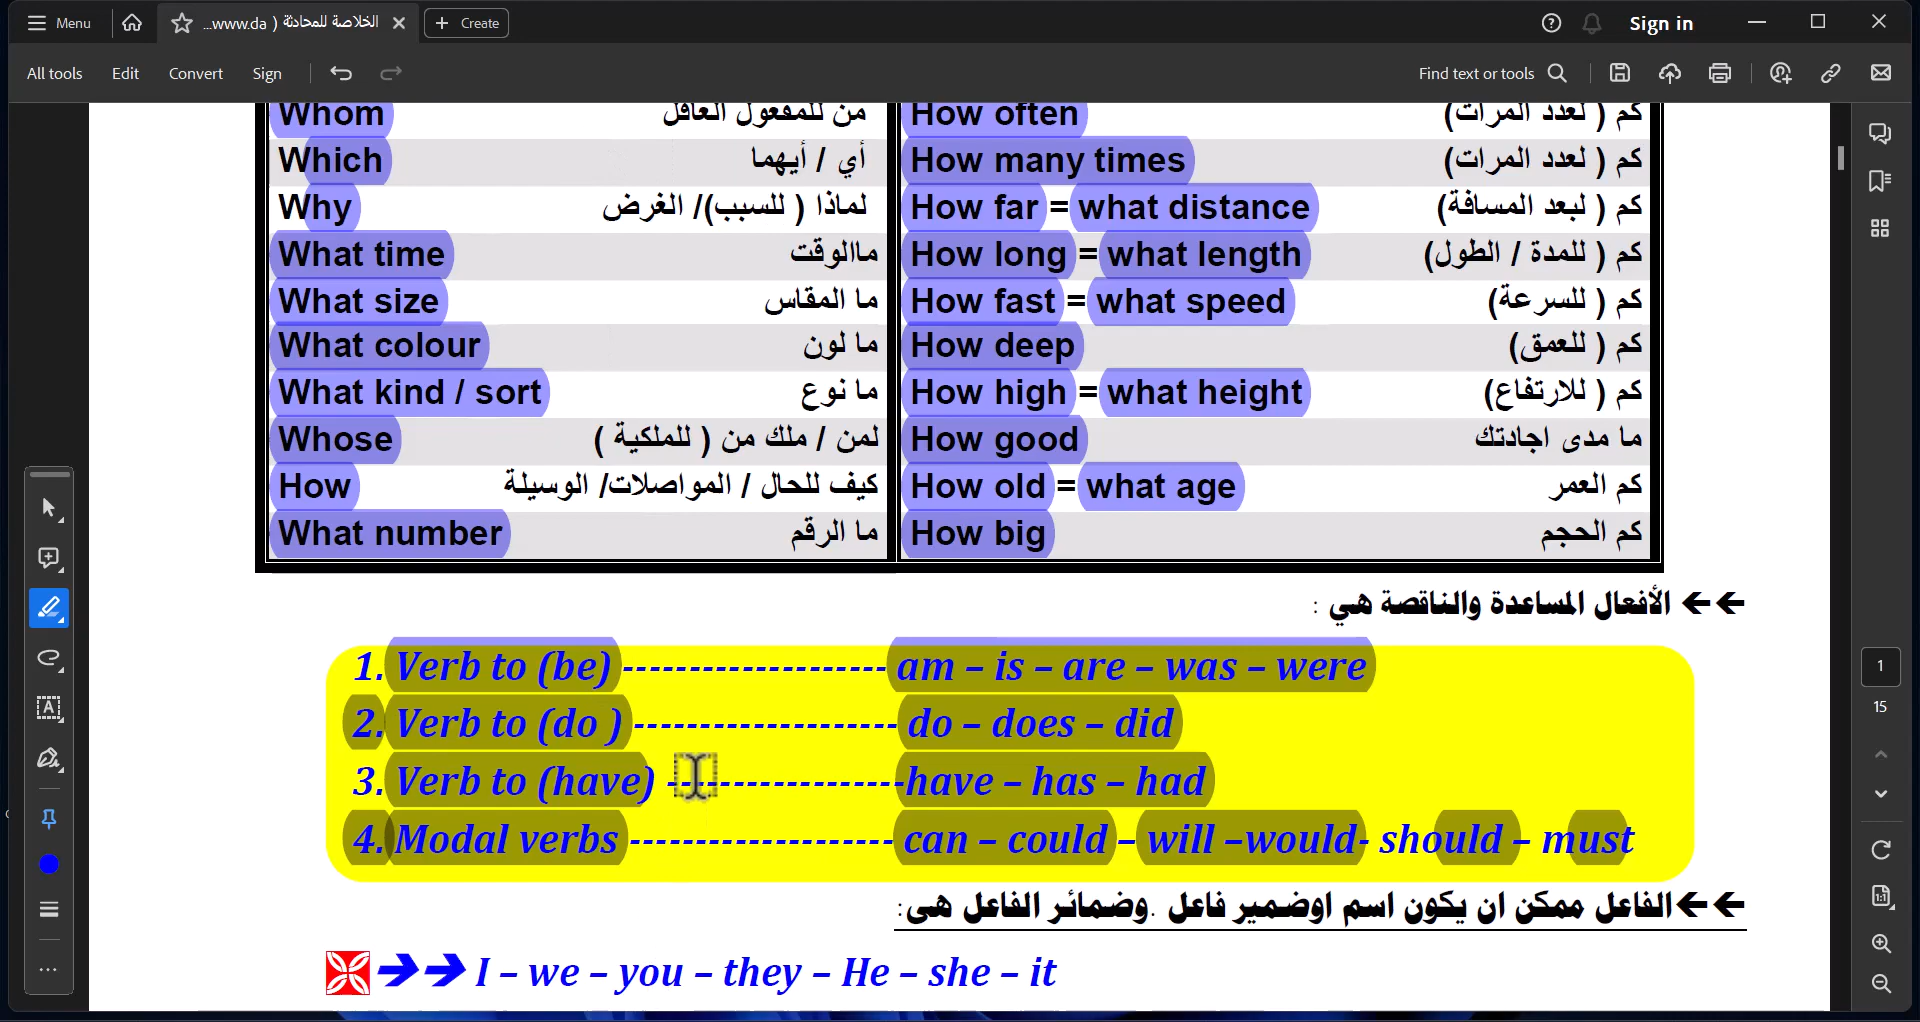 Menu
الخلاصة للمحادثة ( www.da...
Create
Sign in
All tools Edit Convert Sign
Find text or tools
Whom من للمفعول العاقل How often كم ( لعدد المرات)
Which أي / أيهما How many times كم ( لعدد المرات)
Why لماذا ( للسبب)/ الغرض How far = what distance كم ( لبعد المسافة)
What time ماالوقت How long = what length كم ( للمدة / الطول)
What size ما المقاس How fast = what speed كم ( للسرعة)
What colour ما لون How deep كم ( للعمق)
What kind / sort ما نوع How high = what height كم ( للارتفاع)
Whose لمن / ملك من ( للملكية ) How good ما مدى اجادتك
How كيف للحال / المواصلات/ الوسيلة How old = what age كم العمر
What number ما الرقم How big كم الحجم
الأفعال المساعدة والناقصة هي :
1. Verb to (be) -------------------- am – is – are – was – were
2. Verb to (do ) -------------------- do – does – did
3. Verb to (have) ------------------have – has – had
4. Modal verbs -------------------- can – could – will –would- should – must
الفاعل ممكن ان يكون اسم اوضمير فاعل .وضمائر الفاعل هى:
I – we – you – they – He – she – it
1
15